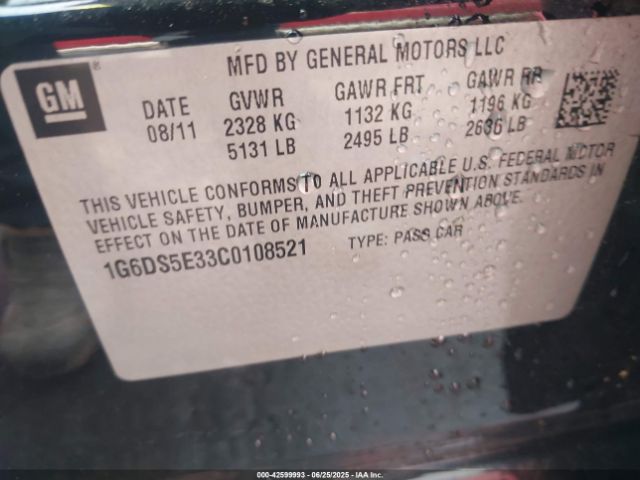 MFD BY GENERAL MOTORS LLC
GM®
DATE GVWR GAWR FRT GAWR RR
08/11 2328 KG 1132 KG 1196 KG
5131 LB 2495 LB 2636 LB
THIS VEHICLE CONFORMS TO ALL APPLICABLE U.S. FEDERAL MOTOR
VEHICLE SAFETY, BUMPER, AND THEFT PREVENTION STANDARDS IN
EFFECT ON THE DATE OF MANUFACTURE SHOWN ABOVE.
1G6DS5E33C0108521 TYPE: PASS CAR
000-42599993 - 06/25/2025 - IAA Inc.